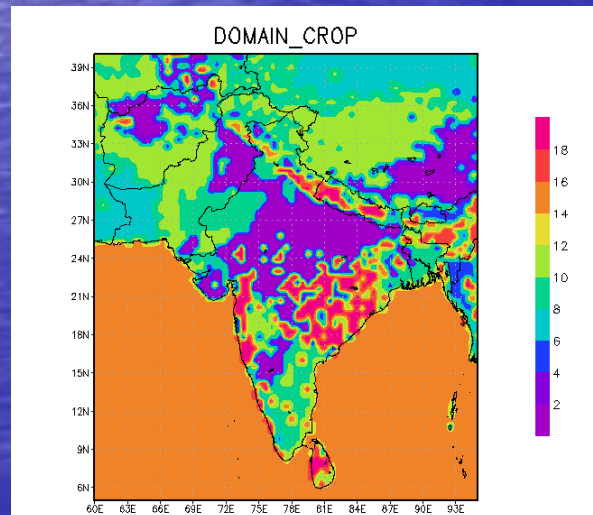 DOMAIN_CROP
39N
36N
33N
30N
27N
24N
21N
18N
15N
12N
9N
6N
60E 63E 66E 69E 72E 75E 78E 81E 84E 87E 90E 93E
18
16
14
12
10
8
6
4
2